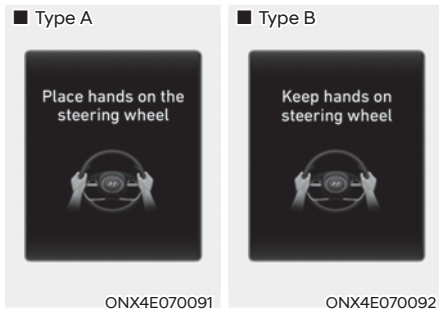 ■ Type A
Place hands on the
steering wheel
ONX4E070091
■ Type B
Keep hands on
steering wheel
ONX4E070092